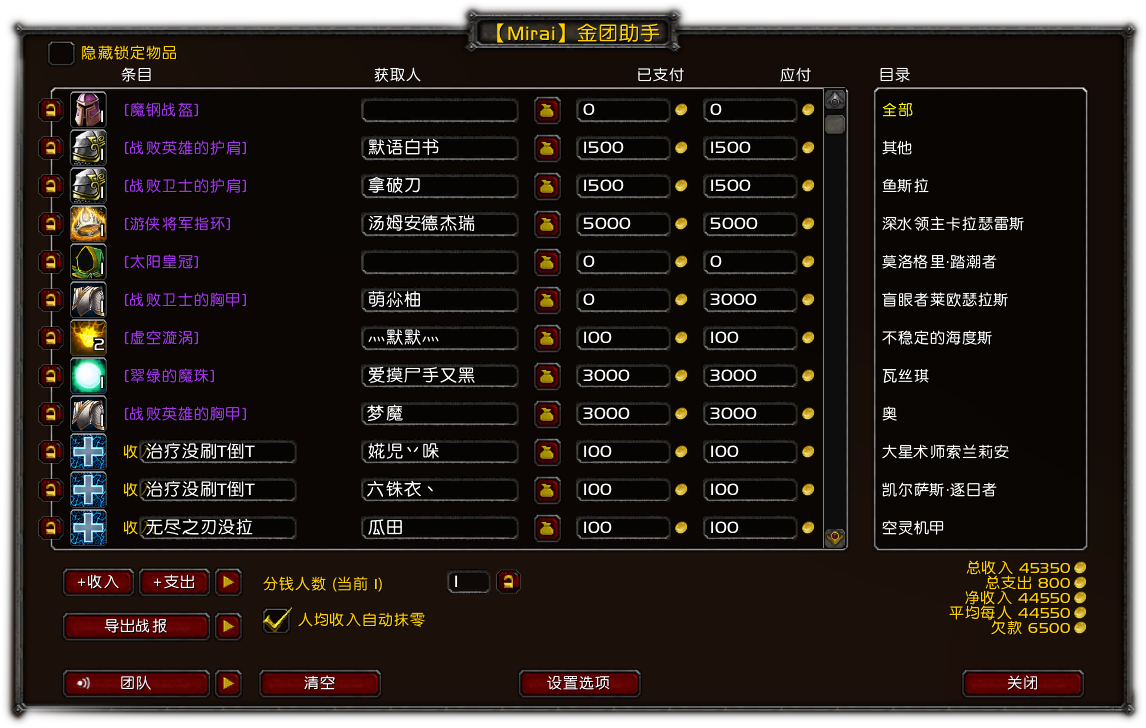 【Mirai】金团助手
隐藏锁定物品
条目 获取人 已支付 应付 目录
[魔钢战盔] 0 0 全部
[战败英雄的护肩] 默语白书 1500 1500 其他
[战败卫士的护肩] 拿破刀 1500 1500 鱼斯拉
[游侠将军指环] 汤姆安德杰瑞 5000 5000 深水领主卡拉瑟雷斯
[太阳皇冠] 0 0 莫洛格里·踏潮者
[战败卫士的胸甲] 萌尛柚 0 3000 盲眼者莱欧瑟拉斯
2 [虚空漩涡] 灬默默灬 100 100 不稳定的海度斯
1 [翠绿的魔珠] 爱摸尸手又黑 3000 3000 瓦丝琪
[战败英雄的胸甲] 梦魔 3000 3000 奥
收 治疗没刷T倒T 婲児丷哚 100 100 大星术师索兰莉安
收 治疗没刷T倒T 六铢衣丶 100 100 凯尔萨斯·逐日者
收 无尽之刃没拉 瓜田 100 100 空灵机甲
+收入 +支出 分钱人数 (当前 1) 1
导出战报 人均收入自动抹零
总收入 45350
总支出 800
净收入 44550
平均每人 44550
欠款 6500
团队 清空 设置选项 关闭